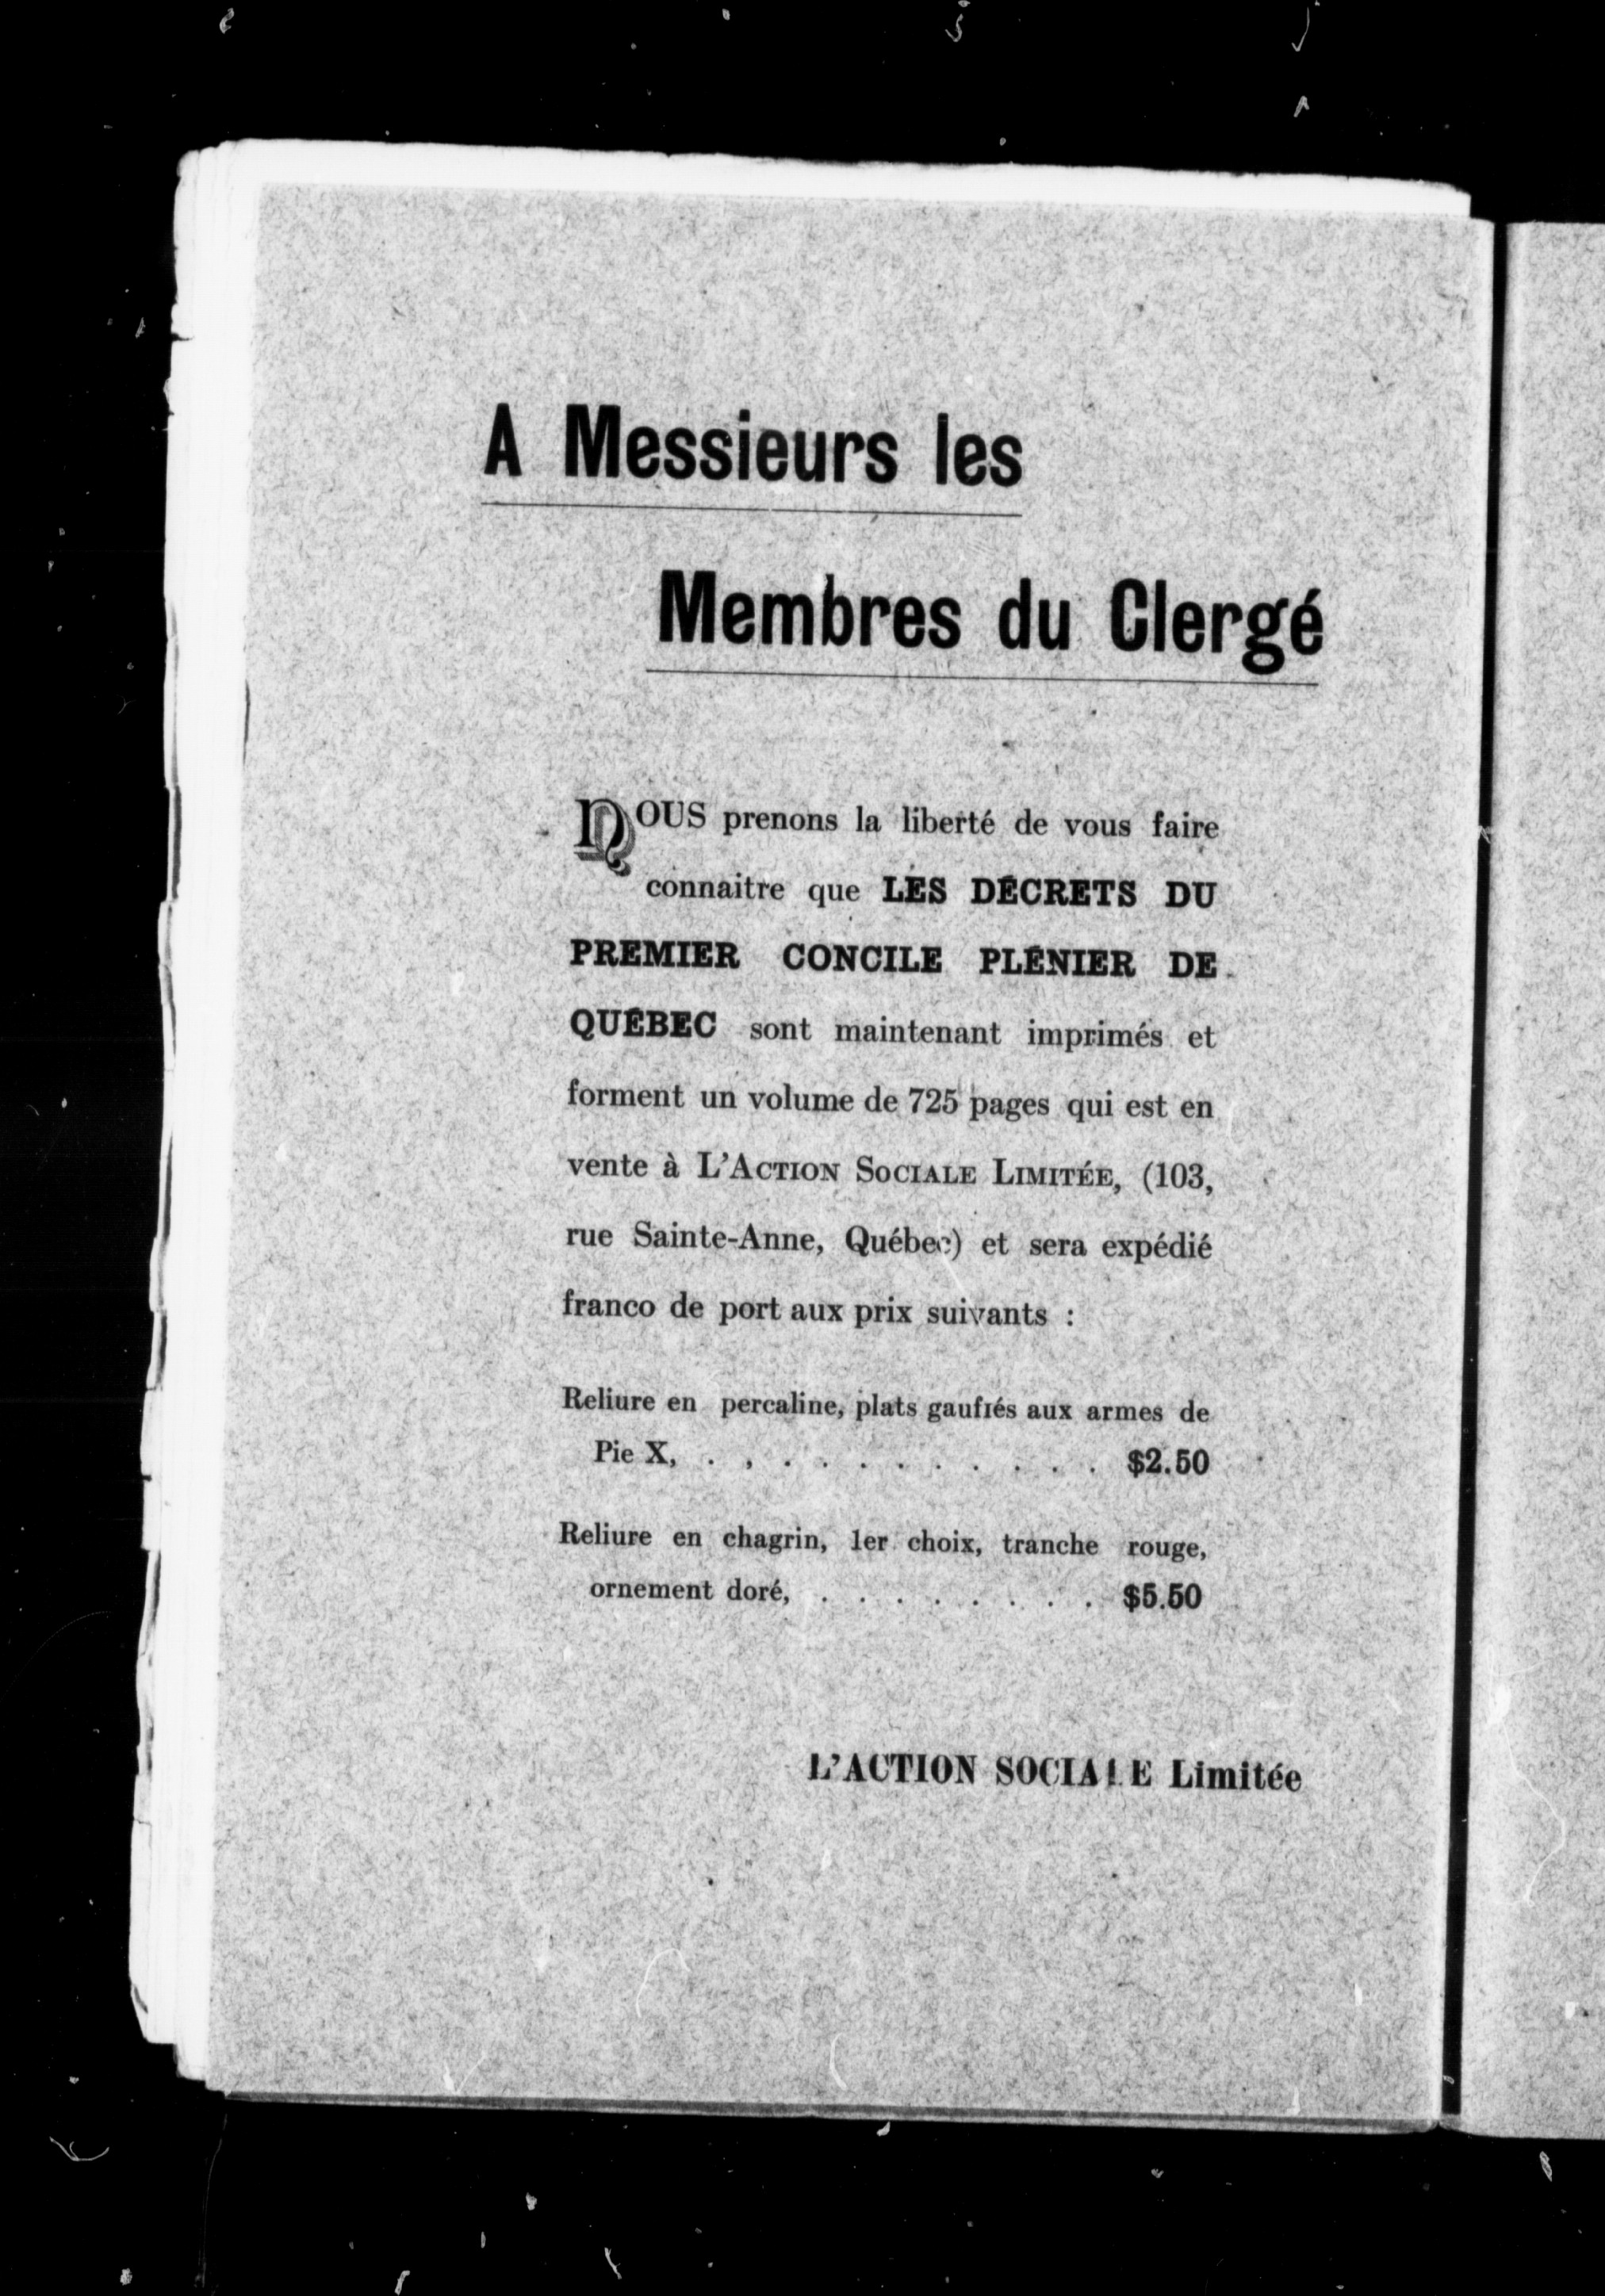 A Messieurs les
Membres du Clergé
NOUS prenons la liberté de vous faire
connaitre que LES DÉCRETS DU
PREMIER CONCILE PLÉNIER DE
QUÉBEC sont maintenant imprimés et
forment un volume de 725 pages qui est en
vente à L'ACTION SOCIALE LIMITÉE, (103,
rue Sainte-Anne, Québec) et sera expédié
franco de port aux prix suivants :
Reliure en percaline, plats gaufrés aux armes de
Pie X, . , . . . . . . . . . $2.50
Reliure en chagrin, 1er choix, tranche rouge,
ornement doré, . . . . . . . . $5.50
L'ACTION SOCIALE Limitée